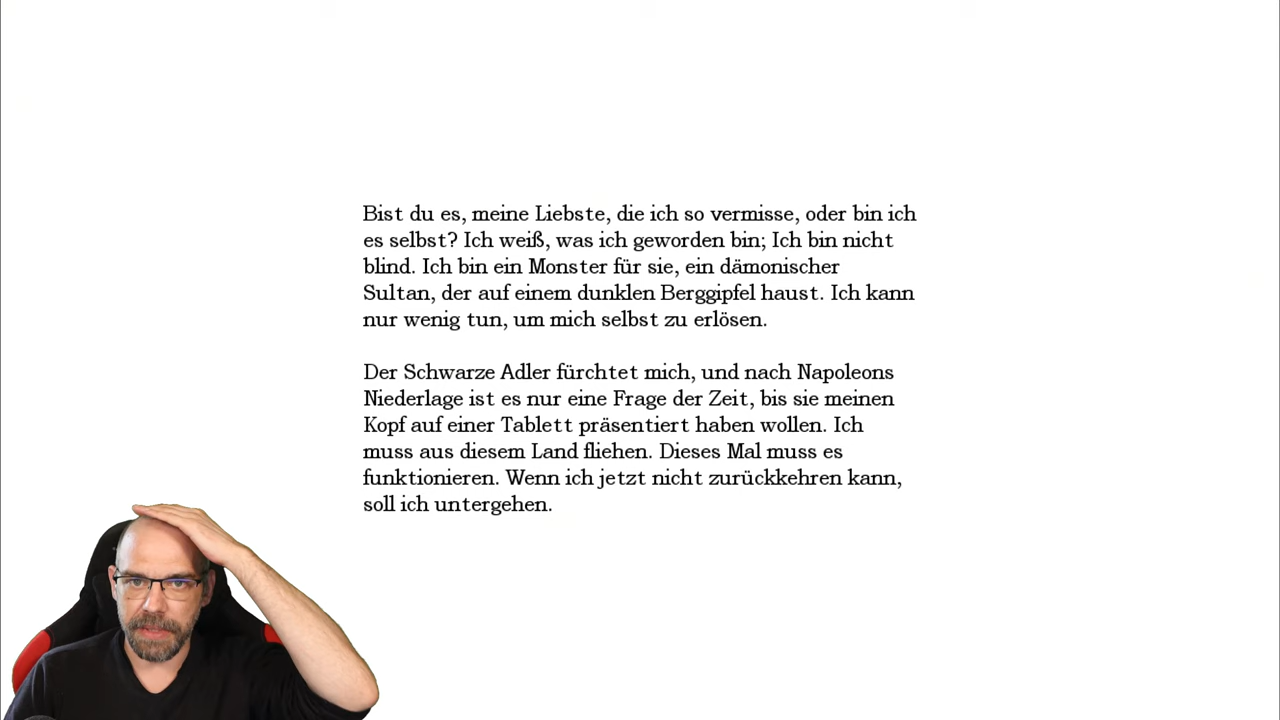 Bist du es, meine Liebste, die ich so vermisse, oder bin ich
es selbst? Ich weiß, was ich geworden bin; Ich bin nicht
blind. Ich bin ein Monster für sie, ein dämonischer
Sultan, der auf einem dunklen Berggipfel haust. Ich kann
nur wenig tun, um mich selbst zu erlösen.
Der Schwarze Adler fürchtet mich, und nach Napoleons
Niederlage ist es nur eine Frage der Zeit, bis sie meinen
Kopf auf einer Tablett präsentiert haben wollen. Ich
muss aus diesem Land fliehen. Dieses Mal muss es
funktionieren. Wenn ich jetzt nicht zurückkehren kann,
soll ich untergehen.